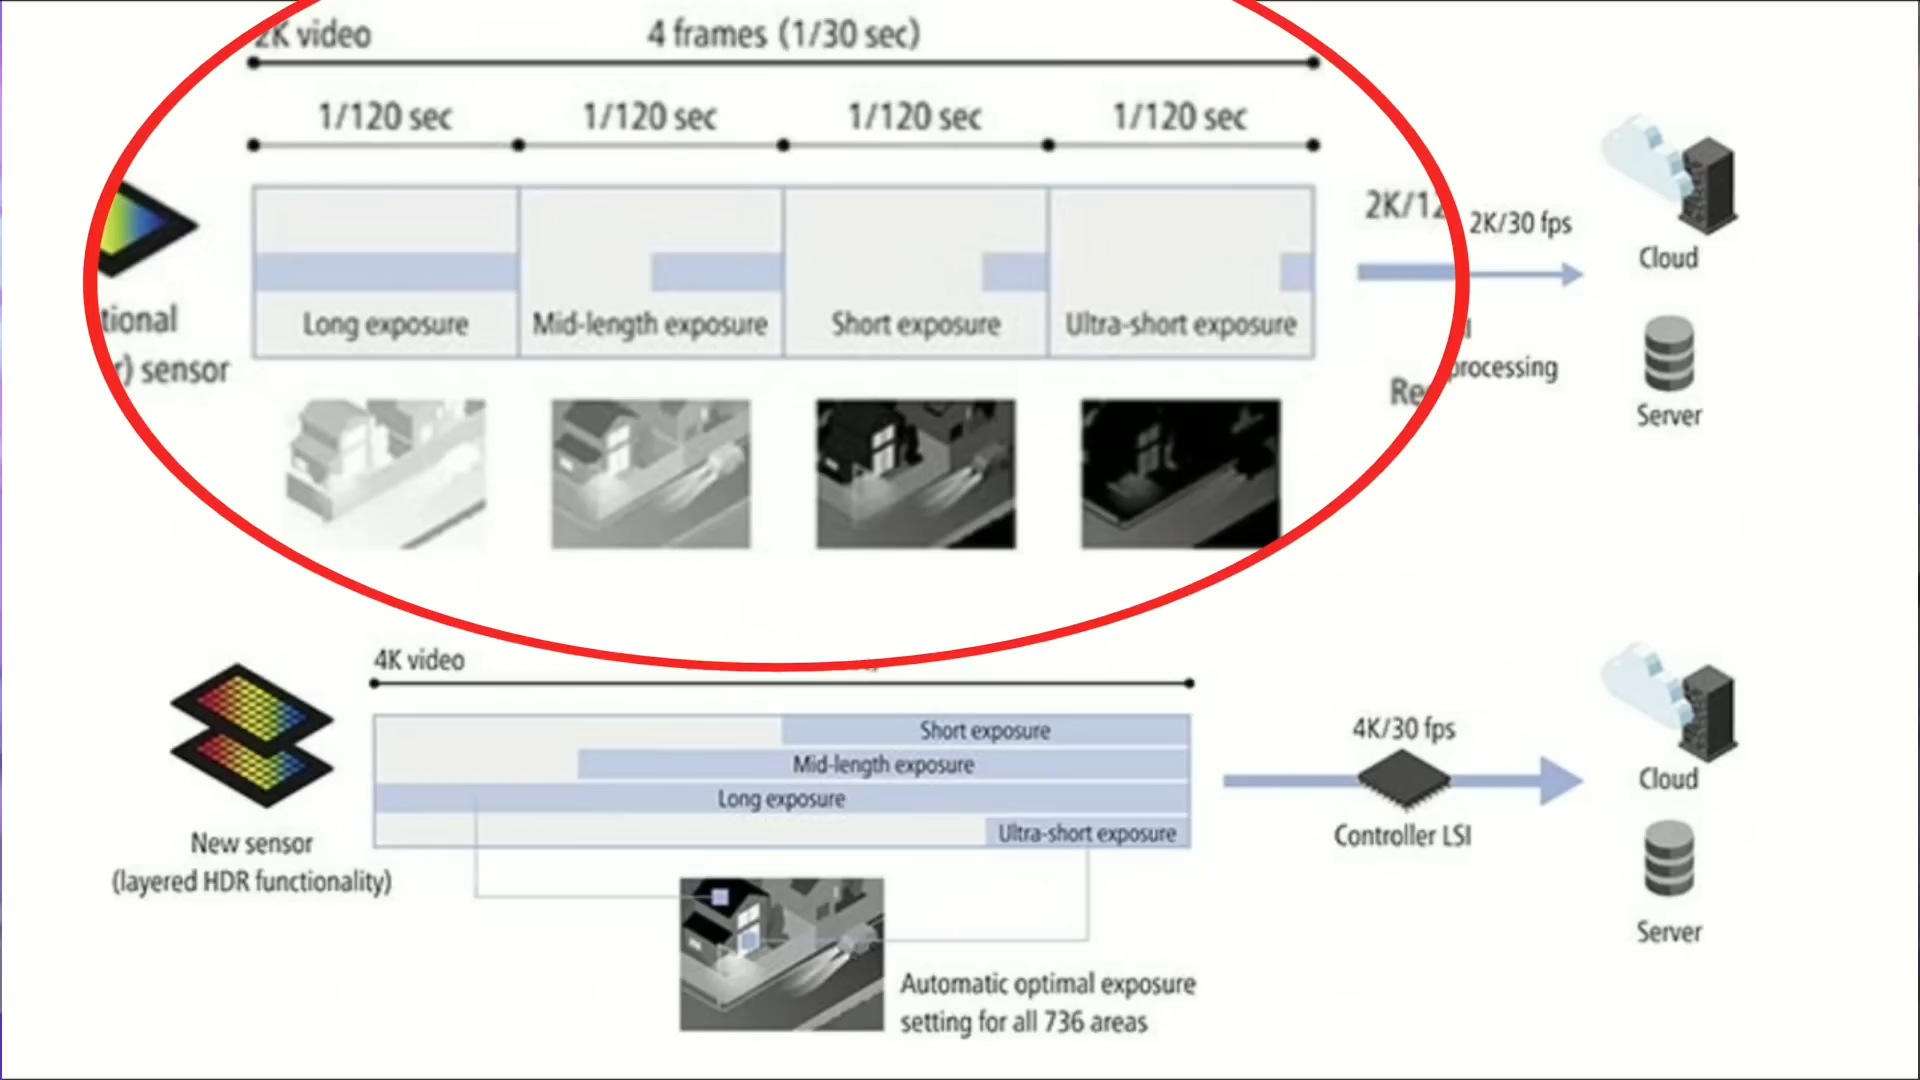 2K video
4 frames (1/30 sec)
1/120 sec
1/120 sec
1/120 sec
1/120 sec
Long exposure
Mid-length exposure
Short exposure
Ultra-short exposure
sensor
2K/30 fps
processing
Cloud
Server
4K video
Short exposure
Mid-length exposure
Long exposure
Ultra-short exposure
New sensor
(layered HDR functionality)
4K/30 fps
Controller LSI
Cloud
Server
Automatic optimal exposure
setting for all 736 areas